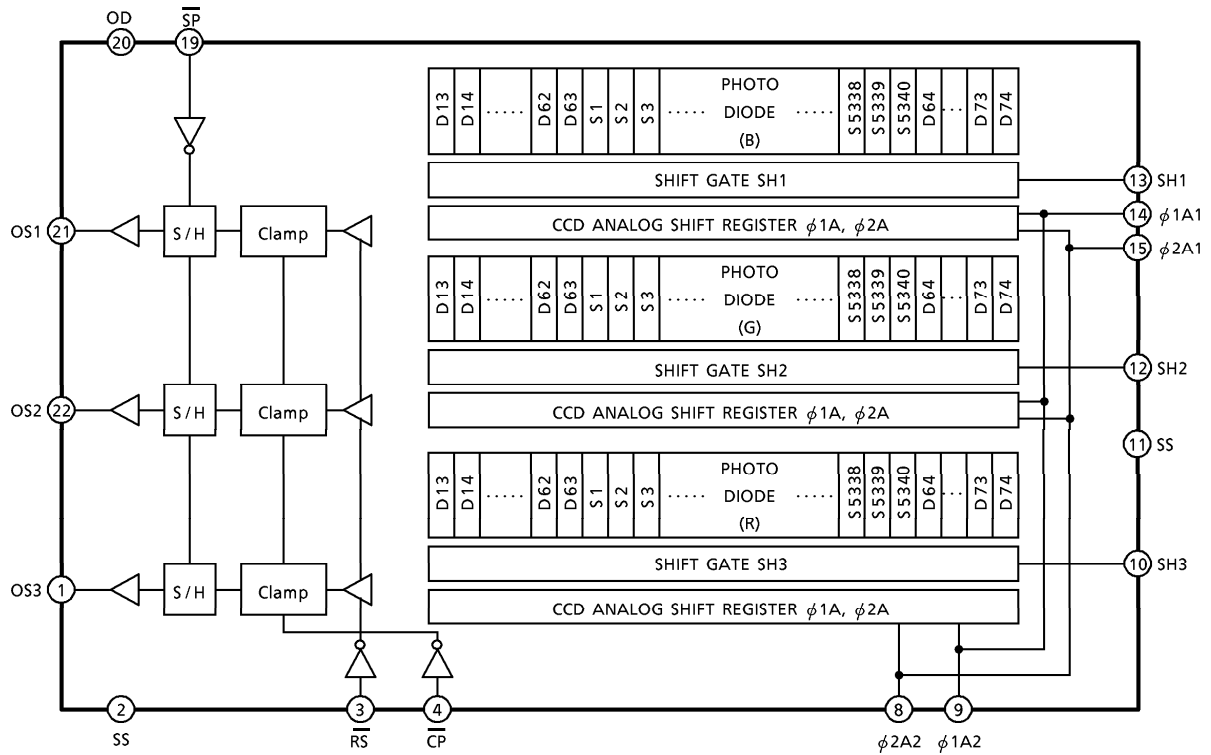 OD
S̅P̅
20
19
D13 D14 ····· D62 D63 S1 S2 S3 ····· PHOTO DIODE (B) ····· S5338 S5339 S5340 D64 ··· D73 D74
SHIFT GATE SH1
13 SH1
CCD ANALOG SHIFT REGISTER ϕ1A, ϕ2A
14 ϕ1A1
15 ϕ2A1
OS1 21
S/H
Clamp
D13 D14 ····· D62 D63 S1 S2 S3 ····· PHOTO DIODE (G) ····· S5338 S5339 S5340 D64 ··· D73 D74
SHIFT GATE SH2
12 SH2
CCD ANALOG SHIFT REGISTER ϕ1A, ϕ2A
OS2 22
S/H
Clamp
11 SS
D13 D14 ····· D62 D63 S1 S2 S3 ····· PHOTO DIODE (R) ····· S5338 S5339 S5340 D64 ··· D73 D74
SHIFT GATE SH3
10 SH3
CCD ANALOG SHIFT REGISTER ϕ1A, ϕ2A
OS3 1
S/H
Clamp
2
3
4
8
9
SS
R̅S̅
C̅P̅
ϕ2A2
ϕ1A2